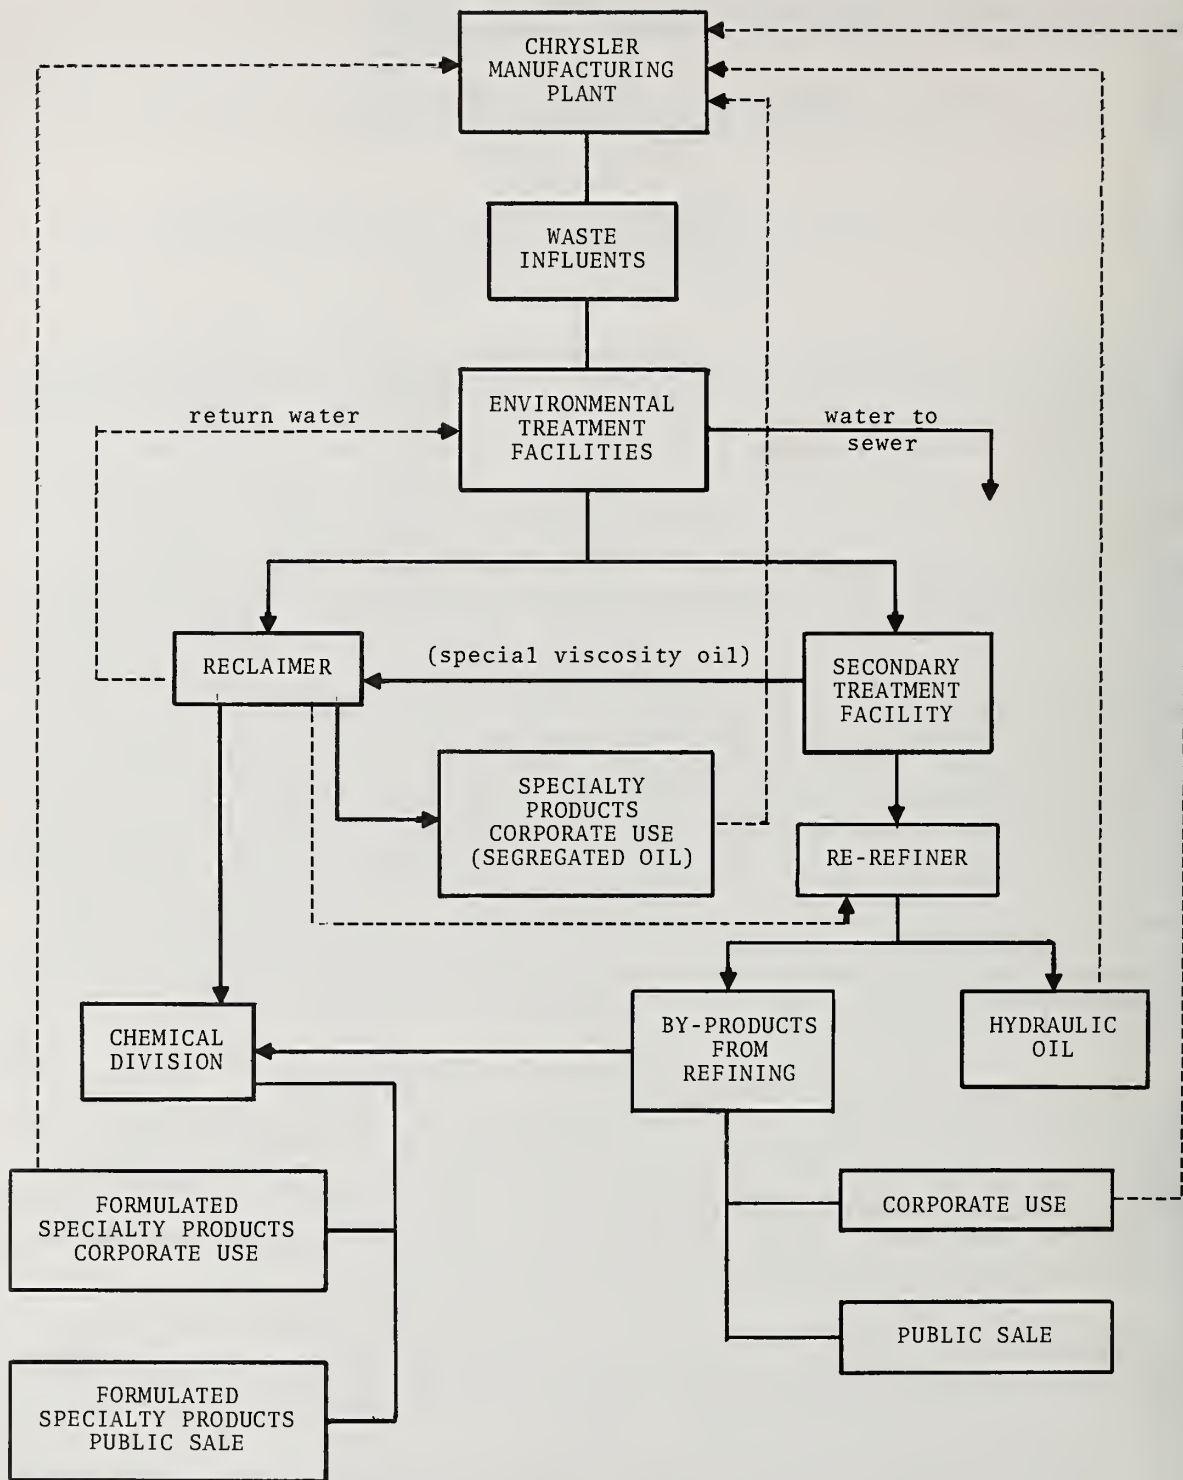 CHRYSLER
MANUFACTURING
PLANT
WASTE
INFLUENTS
ENVIRONMENTAL
TREATMENT
FACILITIES
return water
water to
sewer
RECLAIMER
(special viscosity oil)
SECONDARY
TREATMENT
FACILITY
SPECIALTY
PRODUCTS
CORPORATE USE
(SEGREGATED OIL)
RE-REFINER
CHEMICAL
DIVISION
BY-PRODUCTS
FROM
REFINING
HYDRAULIC
OIL
FORMULATED
SPECIALTY PRODUCTS
CORPORATE USE
CORPORATE USE
PUBLIC SALE
FORMULATED
SPECIALTY PRODUCTS
PUBLIC SALE